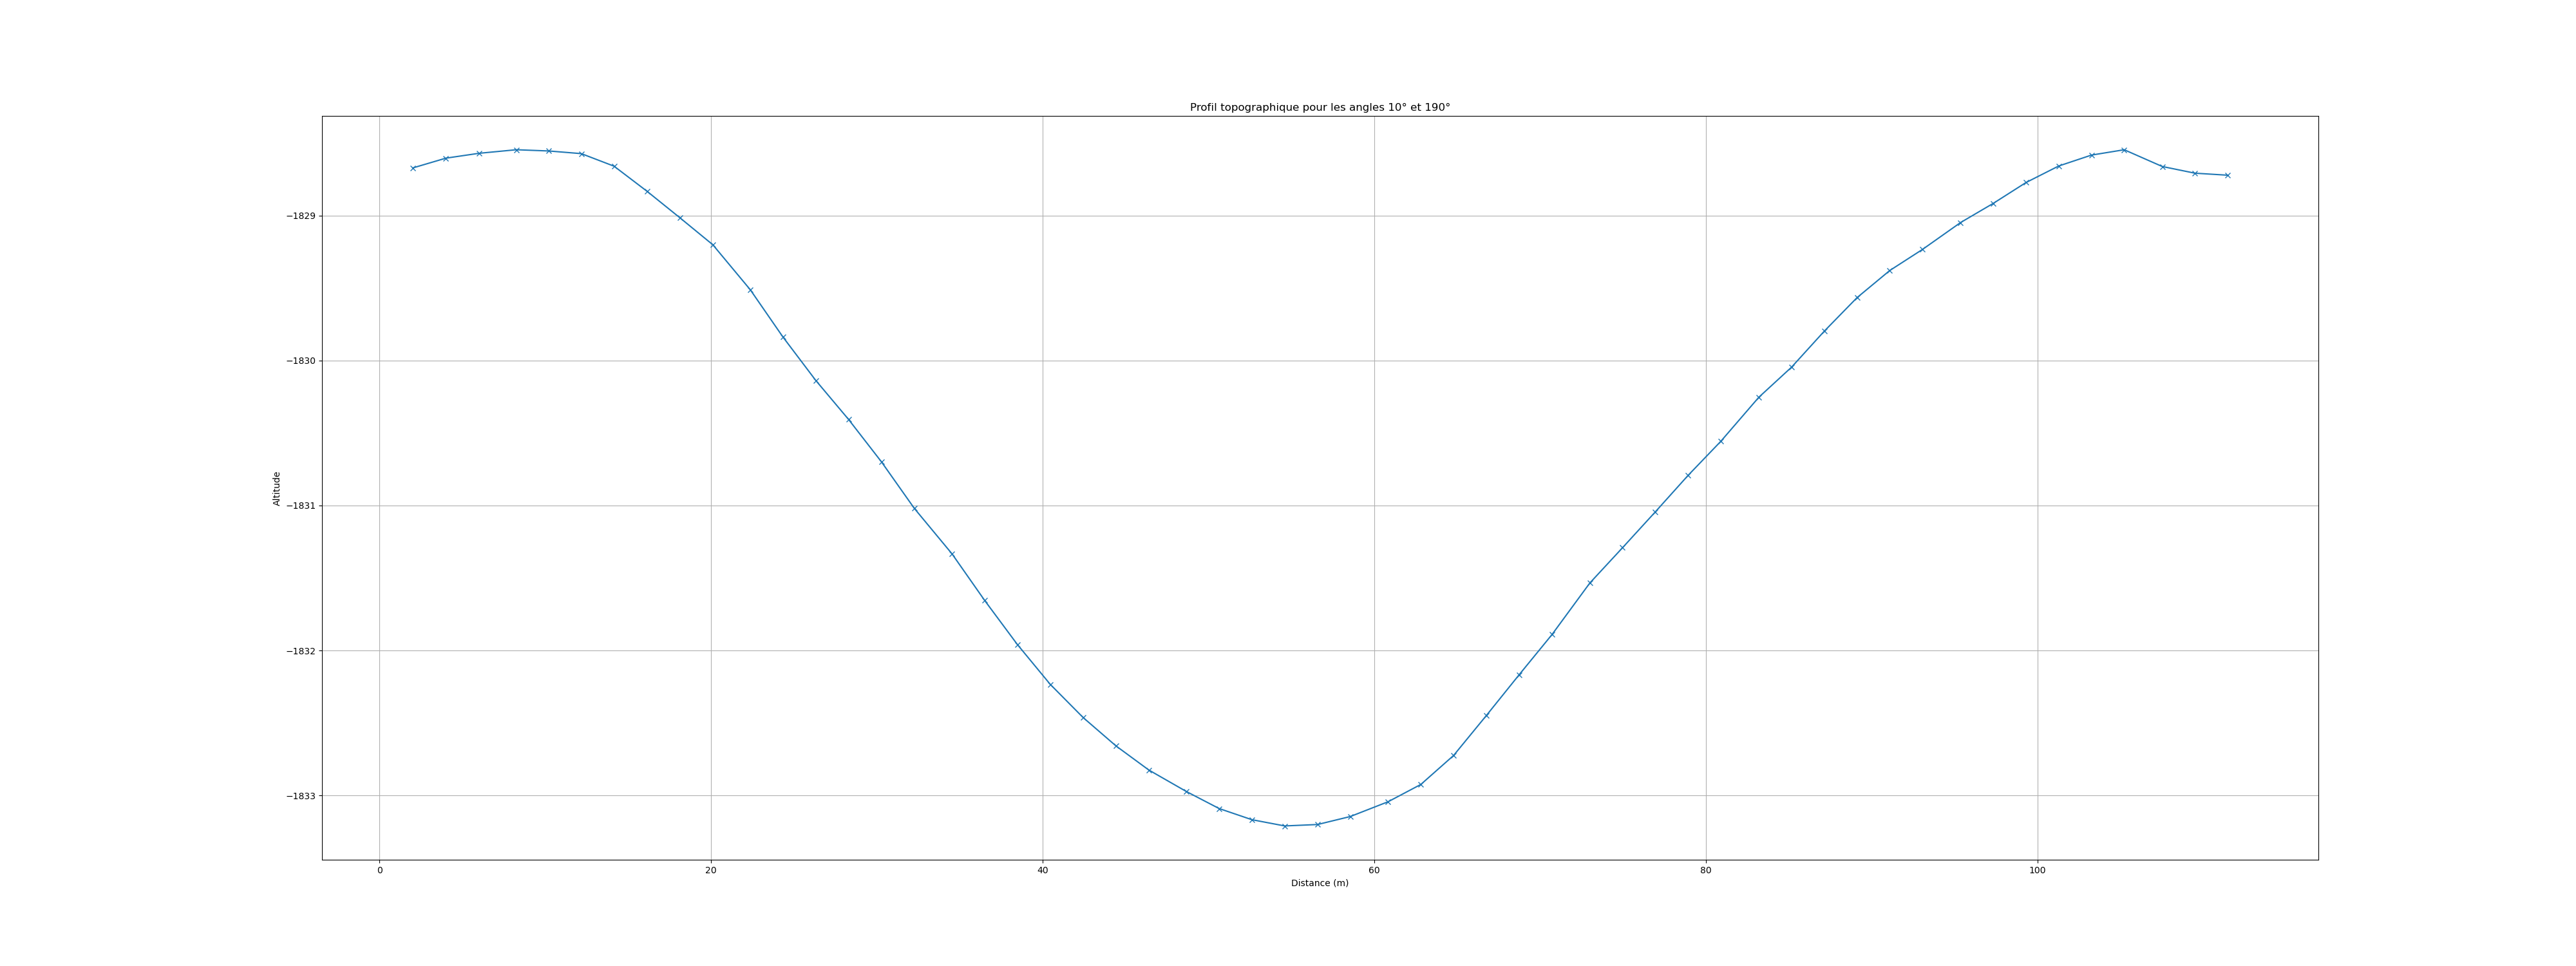 Profil topographique pour les angles 10° et 190°
Altitude
−1829
−1830
−1831
−1832
−1833
0 20 40 60 80 100
Distance (m)